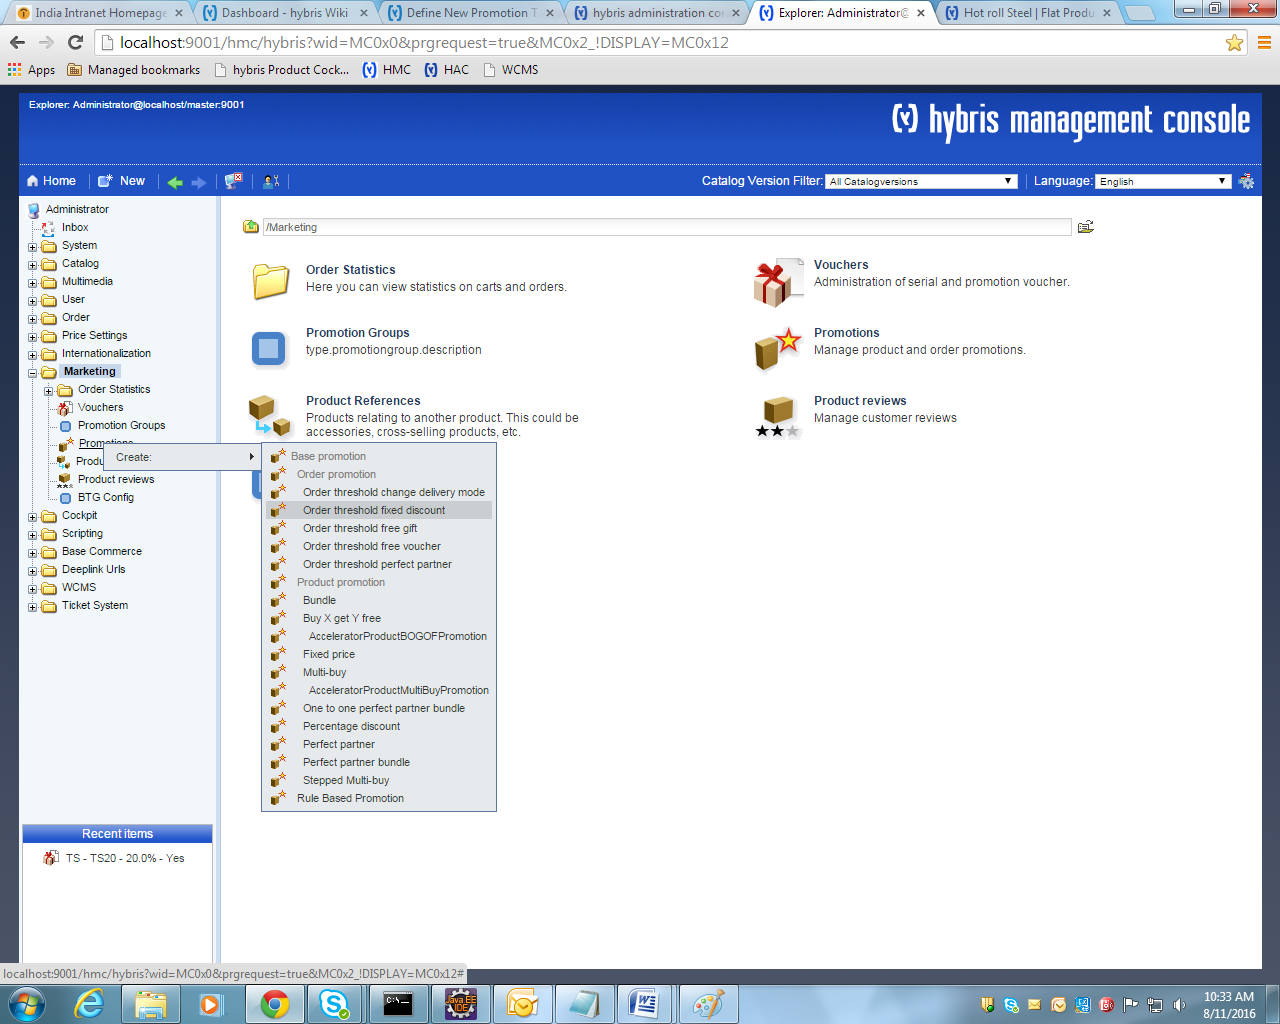 India Intranet Homepage
Dashboard - hybris Wiki
Define New Promotion T
hybris administration co
Explorer: Administrator@
Hot roll Steel | Flat Produ
localhost:9001/hmc/hybris?wid=MC0x0&prgrequest=true&MC0x2_!DISPLAY=MC0x12
Apps
Managed bookmarks
hybris Product Cock...
HMC
HAC
WCMS
Explorer: Administrator@localhost/master:9001
hybris management console
Home
New
Catalog Version Filter:
All Catalogversions
Language:
English
Administrator
Inbox
System
Catalog
Multimedia
User
Order
Price Settings
Internationalization
Marketing
Order Statistics
Vouchers
Promotion Groups
Promotions
Produ
Product reviews
BTG Config
Cockpit
Scripting
Base Commerce
Deeplink Urls
WCMS
Ticket System
Create:
Base promotion
Order promotion
Order threshold change delivery mode
Order threshold fixed discount
Order threshold free gift
Order threshold free voucher
Order threshold perfect partner
Product promotion
Bundle
Buy X get Y free
AcceleratorProductBOGOFPromotion
Fixed price
Multi-buy
AcceleratorProductMultiBuyPromotion
One to one perfect partner bundle
Percentage discount
Perfect partner
Perfect partner bundle
Stepped Multi-buy
Rule Based Promotion
/Marketing
Order Statistics
Here you can view statistics on carts and orders.
Vouchers
Administration of serial and promotion voucher.
Promotion Groups
type.promotiongroup.description
Promotions
Manage product and order promotions.
Product References
Products relating to another product. This could be
accessories, cross-selling products, etc.
Product reviews
Manage customer reviews
Recent items
TS - TS20 - 20.0% - Yes
localhost:9001/hmc/hybris?wid=MC0x0&prgrequest=true&MC0x2_!DISPLAY=MC0x12#
C:\_
Java EE
IDE
10:33 AM
8/11/2016